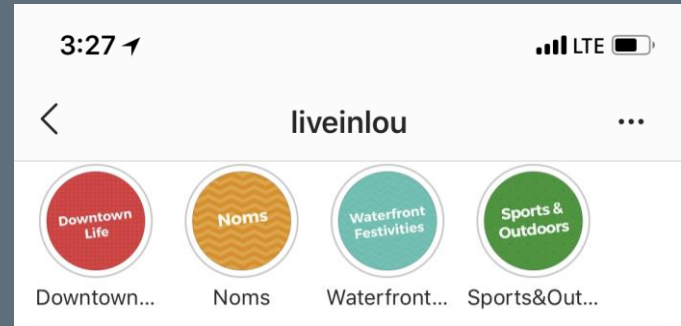 3:27
LTE
liveinlou
...
Downtown
Life
Noms
Waterfront
Festivities
Sports &
Outdoors
Downtown...
Noms
Waterfront...
Sports&Out...